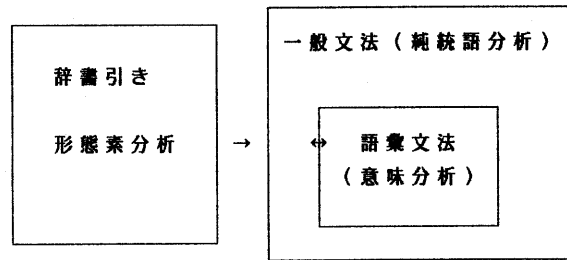 辞書引き
形態素分析
→
一般文法(純統語分析)
↔ 語彙文法
(意味分析)